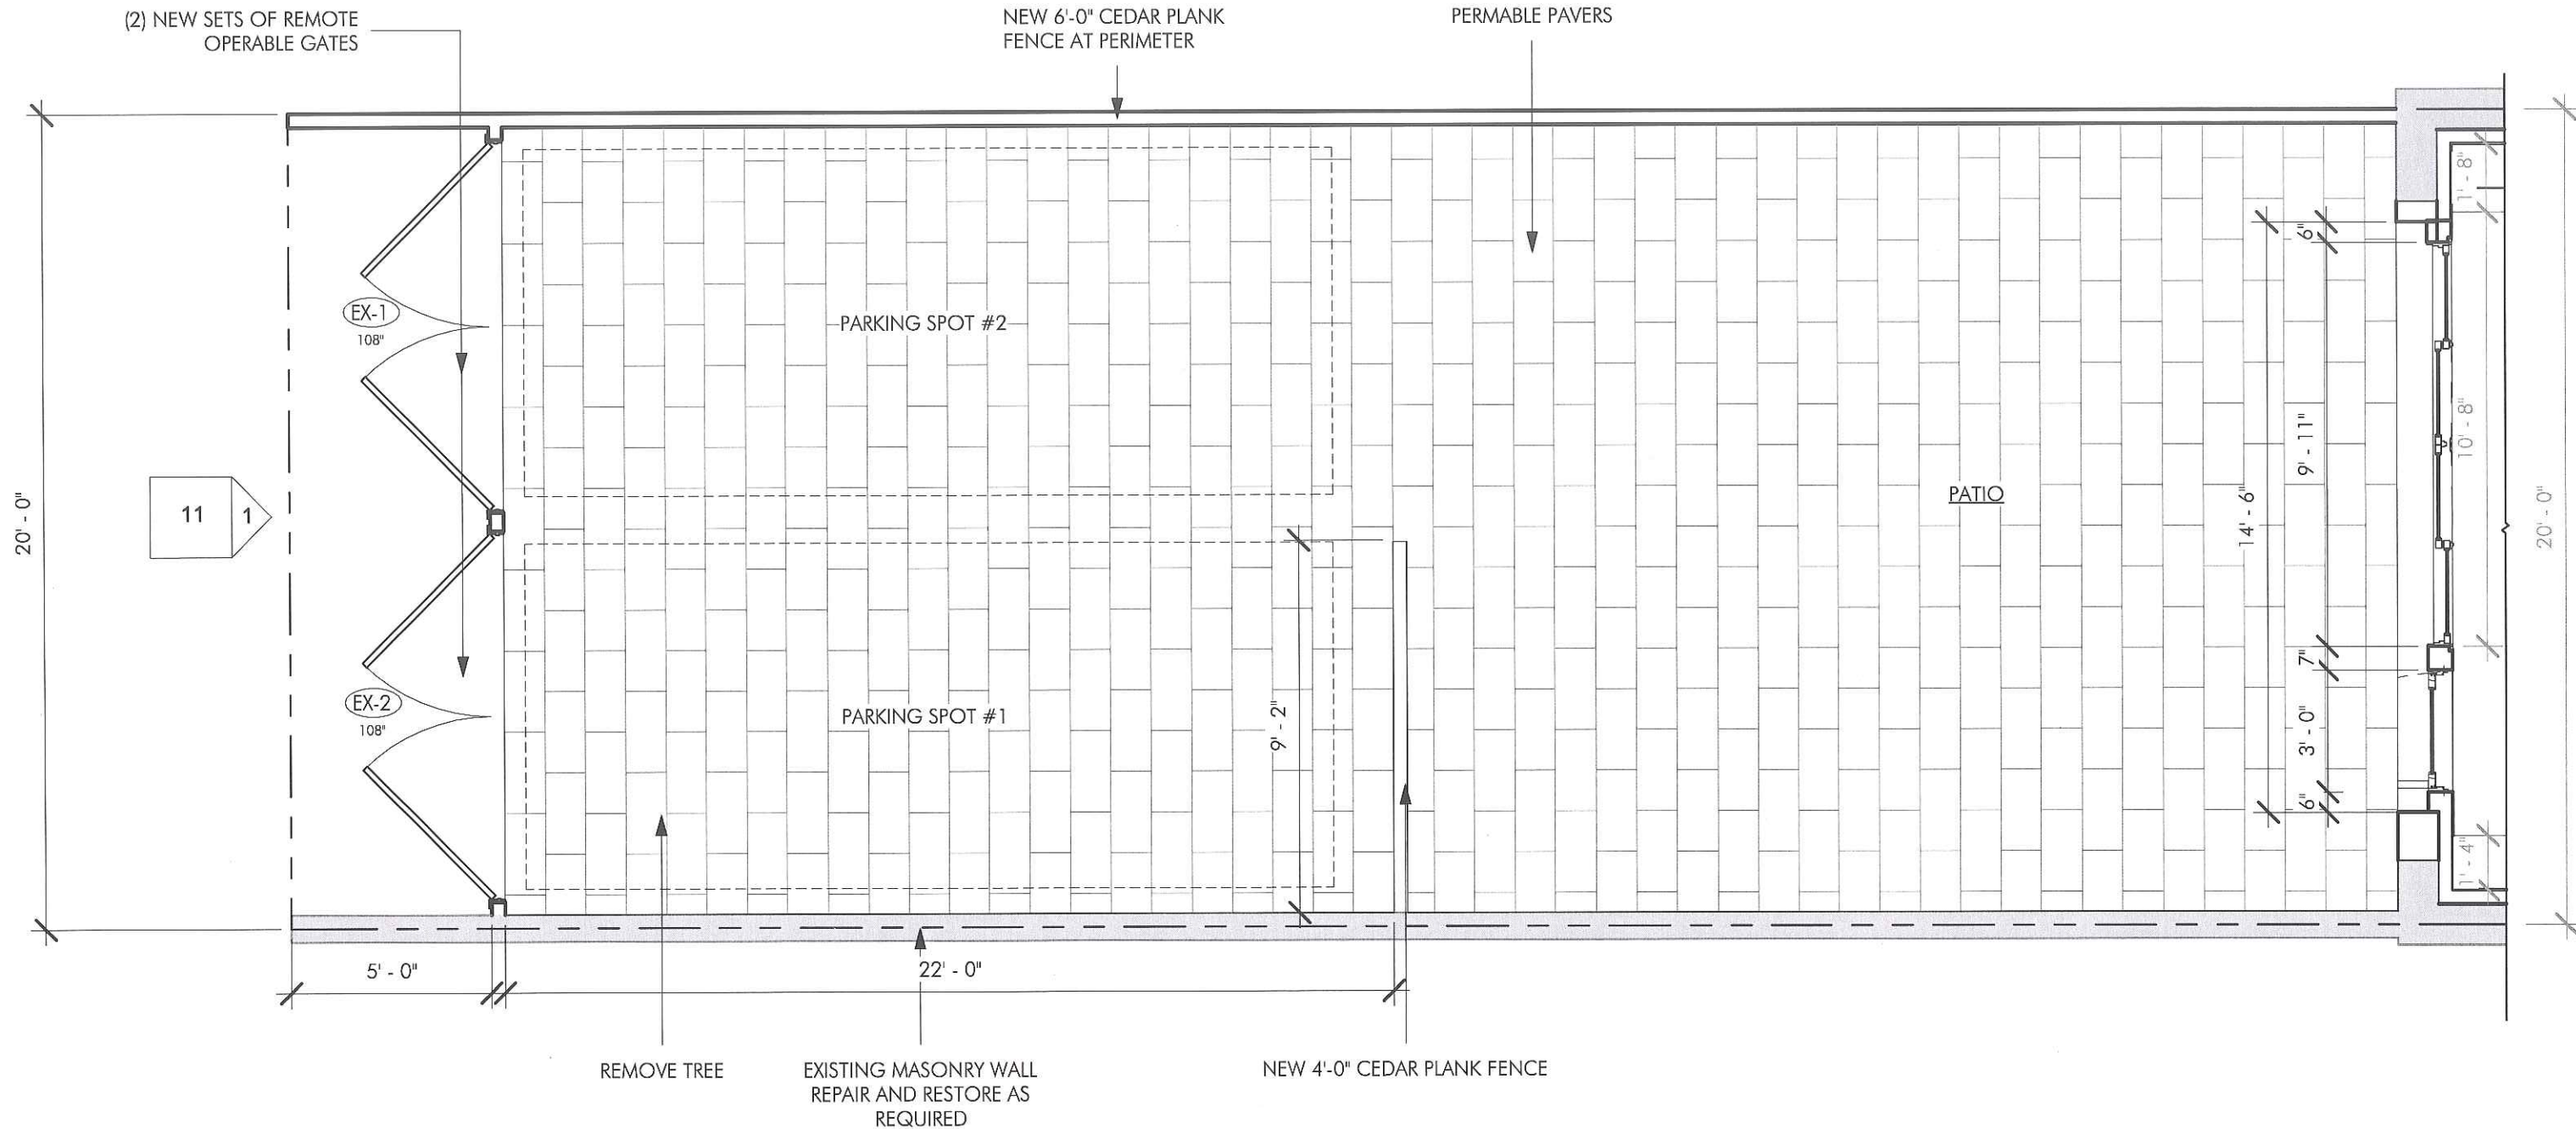 (2) NEW SETS OF REMOTE
OPERABLE GATES
NEW 6'-0" CEDAR PLANK
FENCE AT PERIMETER
PERMABLE PAVERS
20' - 0"
11
1
EX-1
108"
EX-2
108"
PARKING SPOT #2
PARKING SPOT #1
9' - 2"
PATIO
14' - 6"
6"
9' - 11"
7"
3' - 0"
6"
1' - 8"
10' - 8"
1' - 4"
20' - 0"
5' - 0"
22' - 0"
REMOVE TREE
EXISTING MASONRY WALL
REPAIR AND RESTORE AS
REQUIRED
NEW 4'-0" CEDAR PLANK FENCE